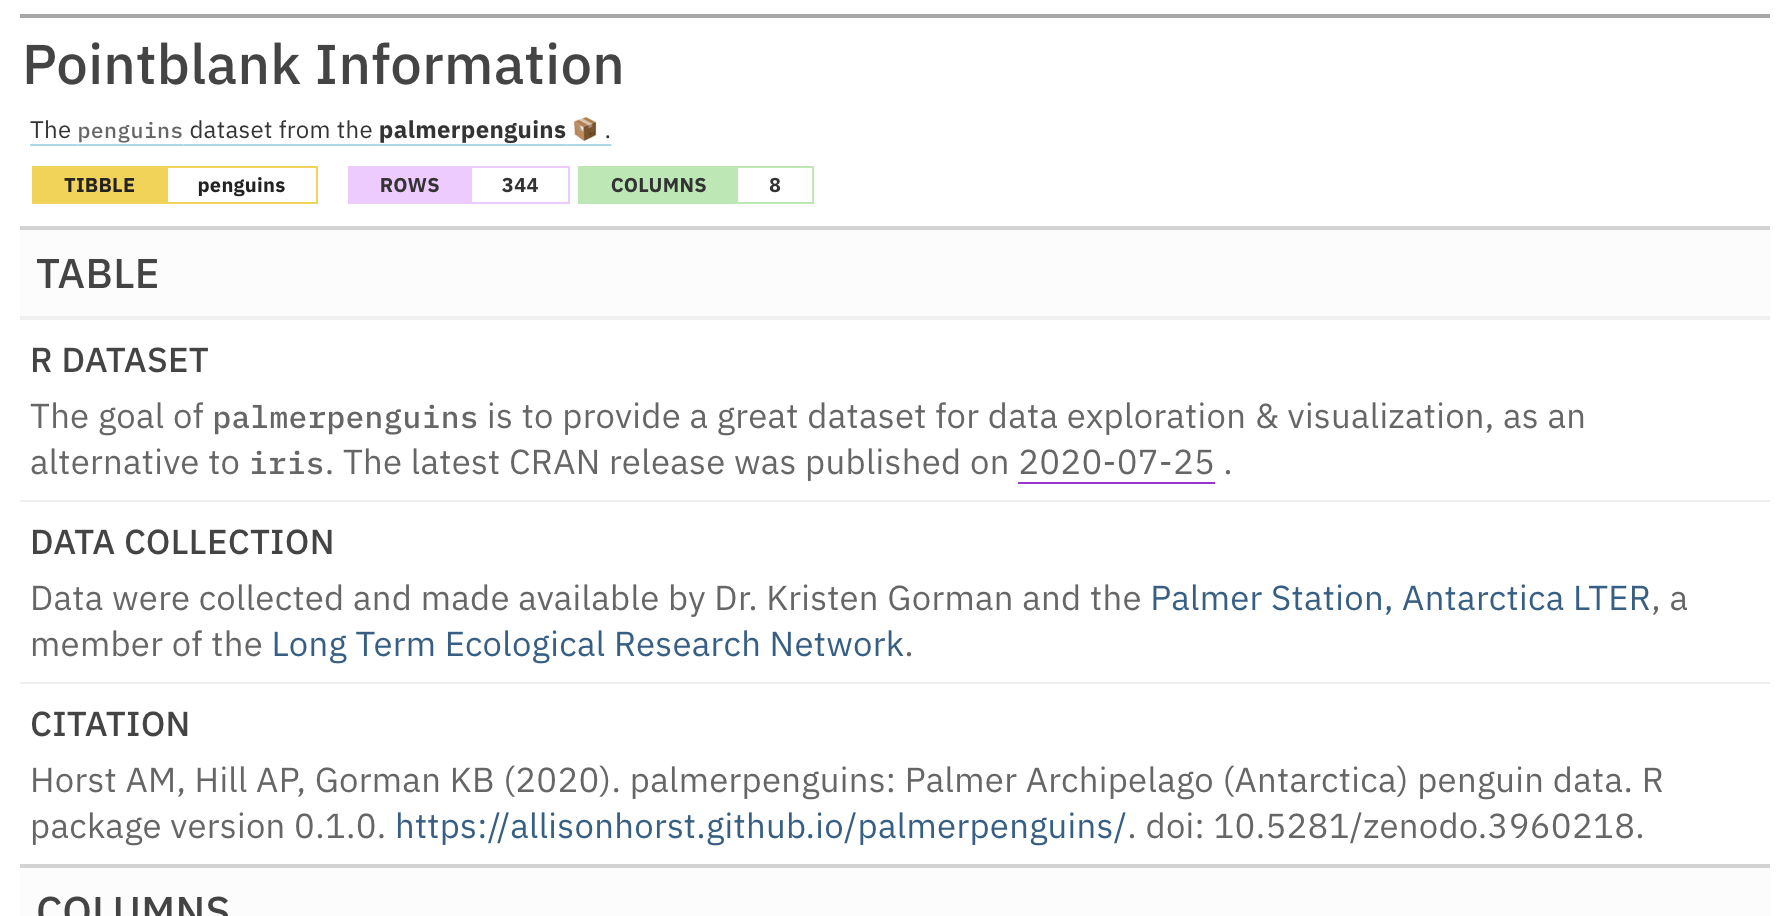 Pointblank Information
The penguins dataset from the palmerpenguins 📦 .
TIBBLE penguins ROWS 344 COLUMNS 8
TABLE
R DATASET
The goal of palmerpenguins is to provide a great dataset for data exploration & visualization, as an
alternative to iris. The latest CRAN release was published on 2020-07-25 .
DATA COLLECTION
Data were collected and made available by Dr. Kristen Gorman and the Palmer Station, Antarctica LTER, a
member of the Long Term Ecological Research Network.
CITATION
Horst AM, Hill AP, Gorman KB (2020). palmerpenguins: Palmer Archipelago (Antarctica) penguin data. R
package version 0.1.0. https://allisonhorst.github.io/palmerpenguins/. doi: 10.5281/zenodo.3960218.
COLUMNS